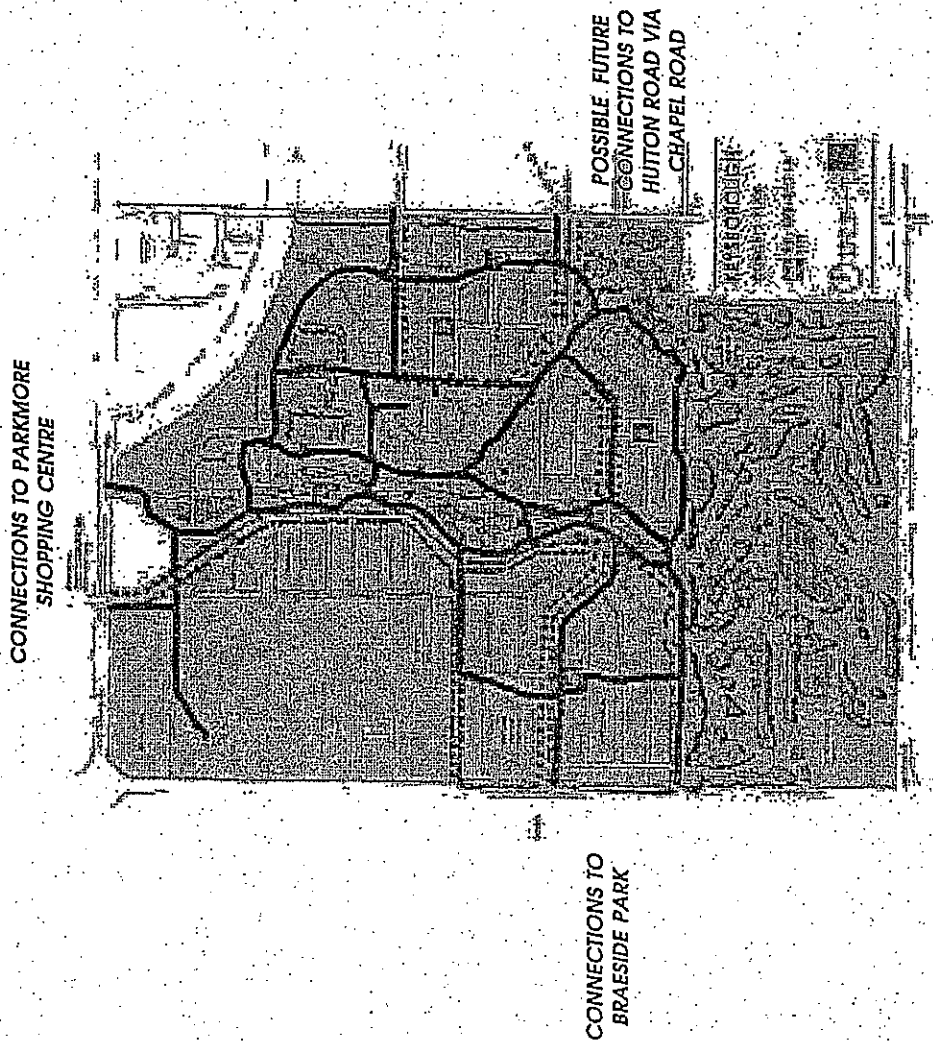 CONNECTIONS TO PARKMORE
SHOPPING CENTRE
POSSIBLE FUTURE
CONNECTIONS TO
HUTTON ROAD VIA
CHAPEL ROAD
CONNECTIONS TO
BRAESIDE PARK